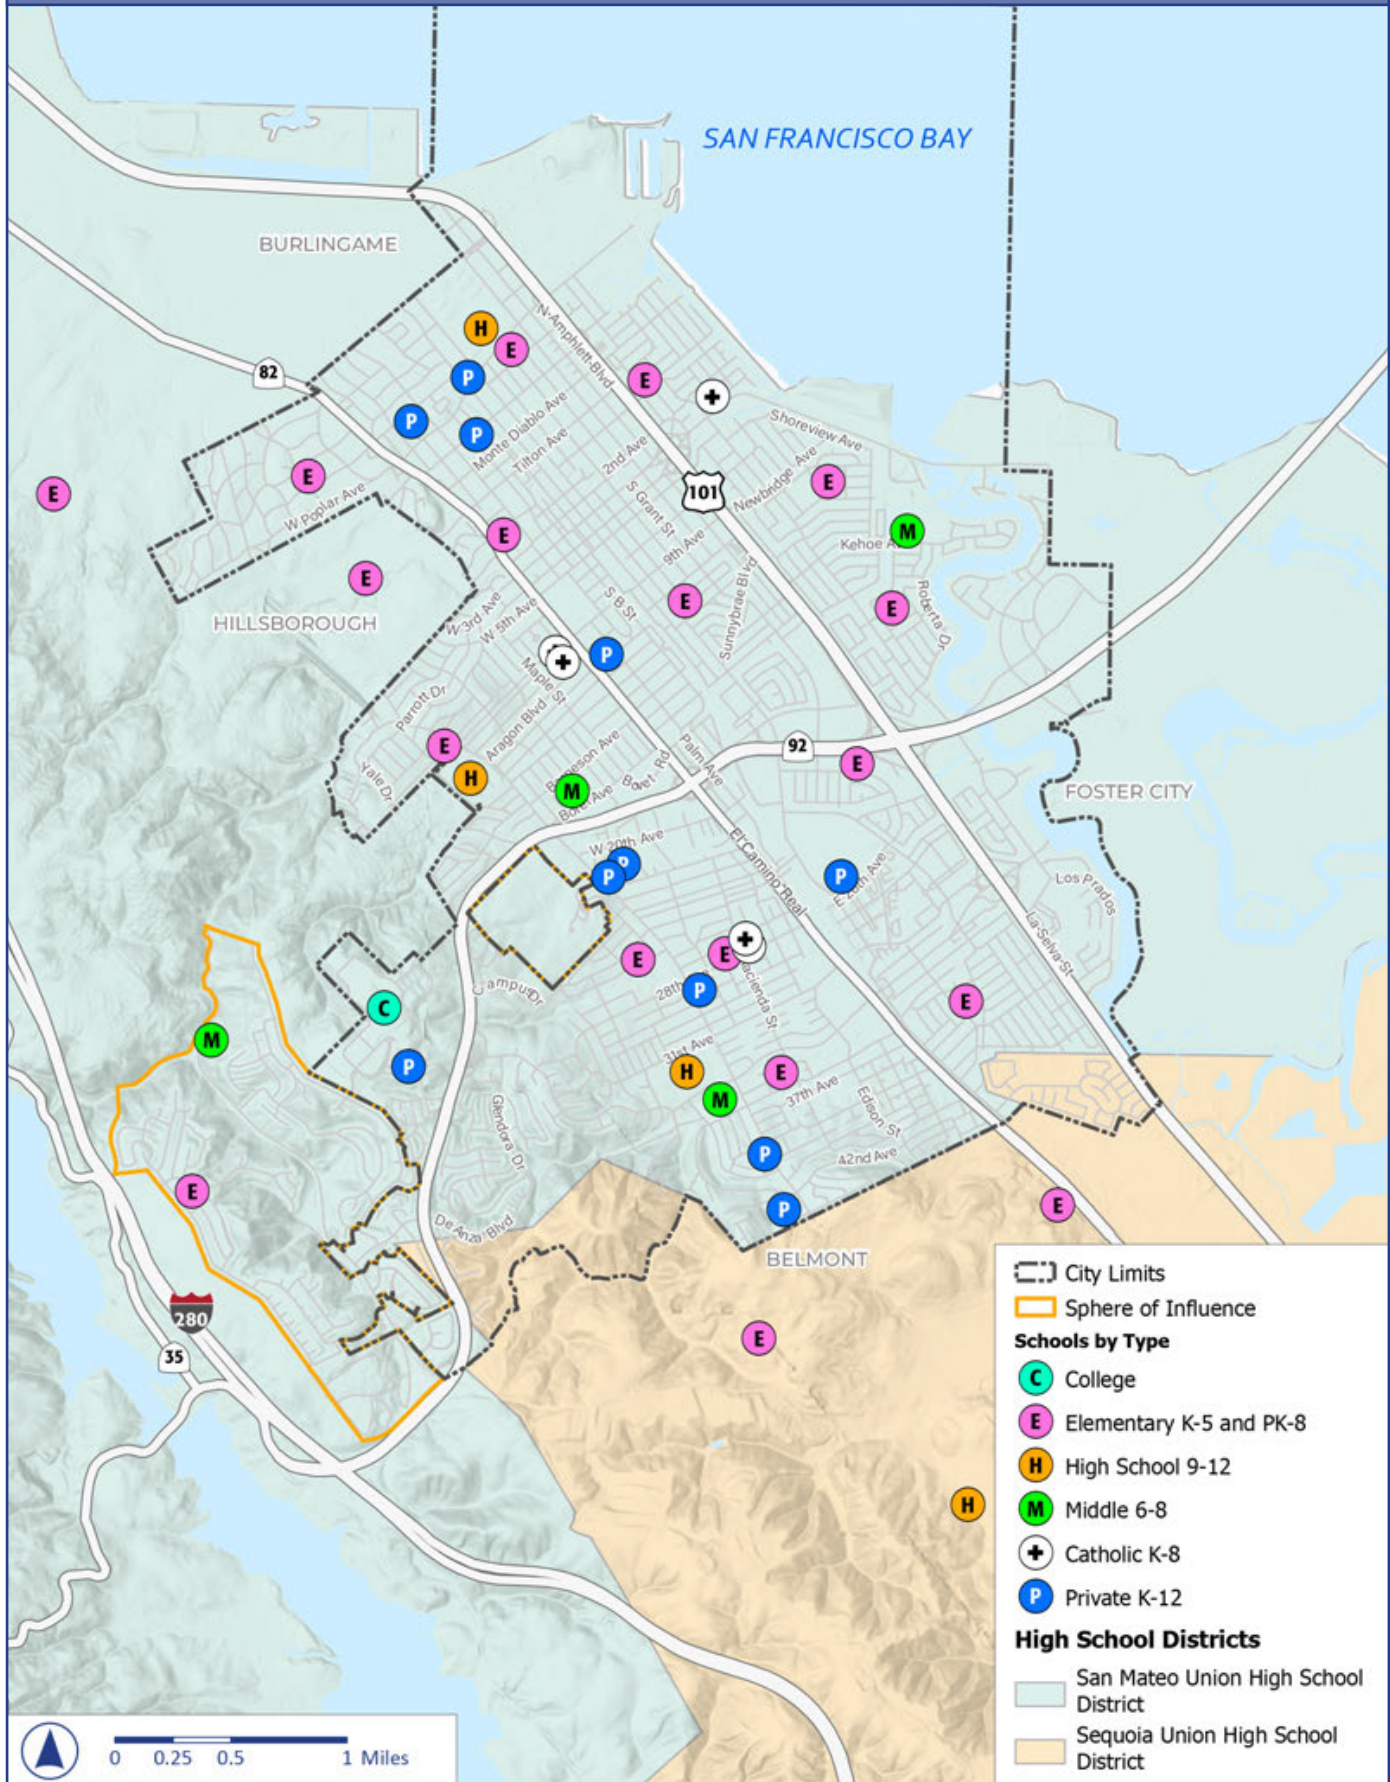 SAN FRANCISCO BAY
BURLINGAME
N Amphlett Blvd
H
E
82
P
E
P
P
Monte Diablo Ave
Shoreview Ave
Tilton Ave
2nd Ave
E
E
E
W Poplar Ave
101
Newbridge Ave
S Grant St
M
E
9th Ave
Kehoe A
E
Sunnybrae Blvd
Roberta Dr
HILLSBOROUGH
W 3rd Ave
W 5th Ave
S B St
E
E
P
Maple St
Parrott Dr
Aragon Blvd
E
Yale Dr
H
Bovet Rd
Palm Ave
92
E
M
Borel Ave
FOSTER CITY
W 20th Ave
El Camino Real
P
P
P
Los Prados
La Selva St
E
E
Campus Dr
28th
P
acienda St
E
C
M
P
31st Ave
H
E
M
37th Ave
Edison St
Glendora Dr
P
42nd Ave
E
P
E
De Anza Blvd
BELMONT
280
35
E
H
City Limits
Sphere of Influence
Schools by Type
C College
E Elementary K-5 and PK-8
H High School 9-12
M Middle 6-8
Catholic K-8
P Private K-12
High School Districts
San Mateo Union High School
District
Sequoia Union High School
District
0 0.25 0.5 1 Miles